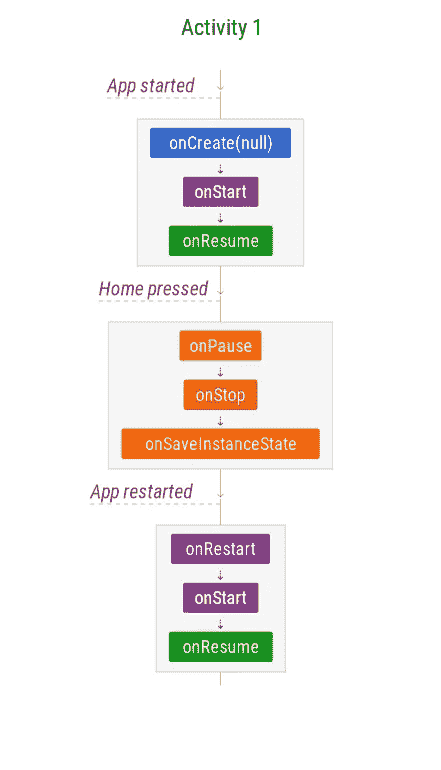 Activity 1
App started
onCreate(null)
onStart
onResume
Home pressed
onPause
onStop
onSaveInstanceState
App restarted
onRestart
onStart
onResume